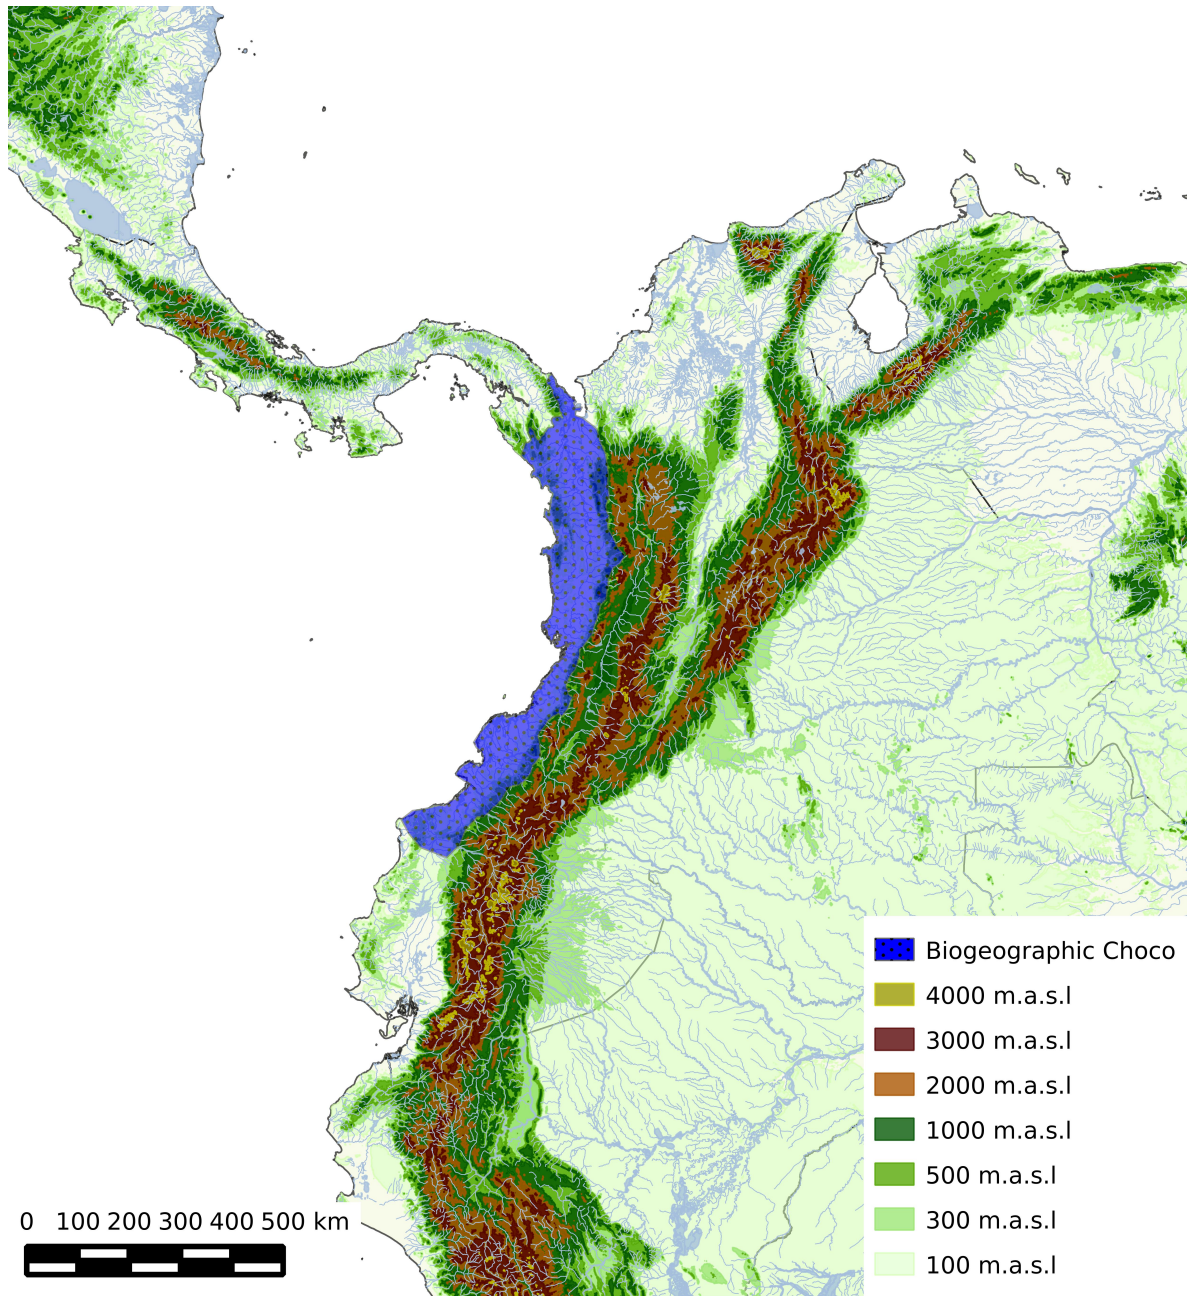 Biogeographic Choco
4000 m.a.s.l
3000 m.a.s.l
2000 m.a.s.l
1000 m.a.s.l
500 m.a.s.l
300 m.a.s.l
100 m.a.s.l
0 100 200 300 400 500 km